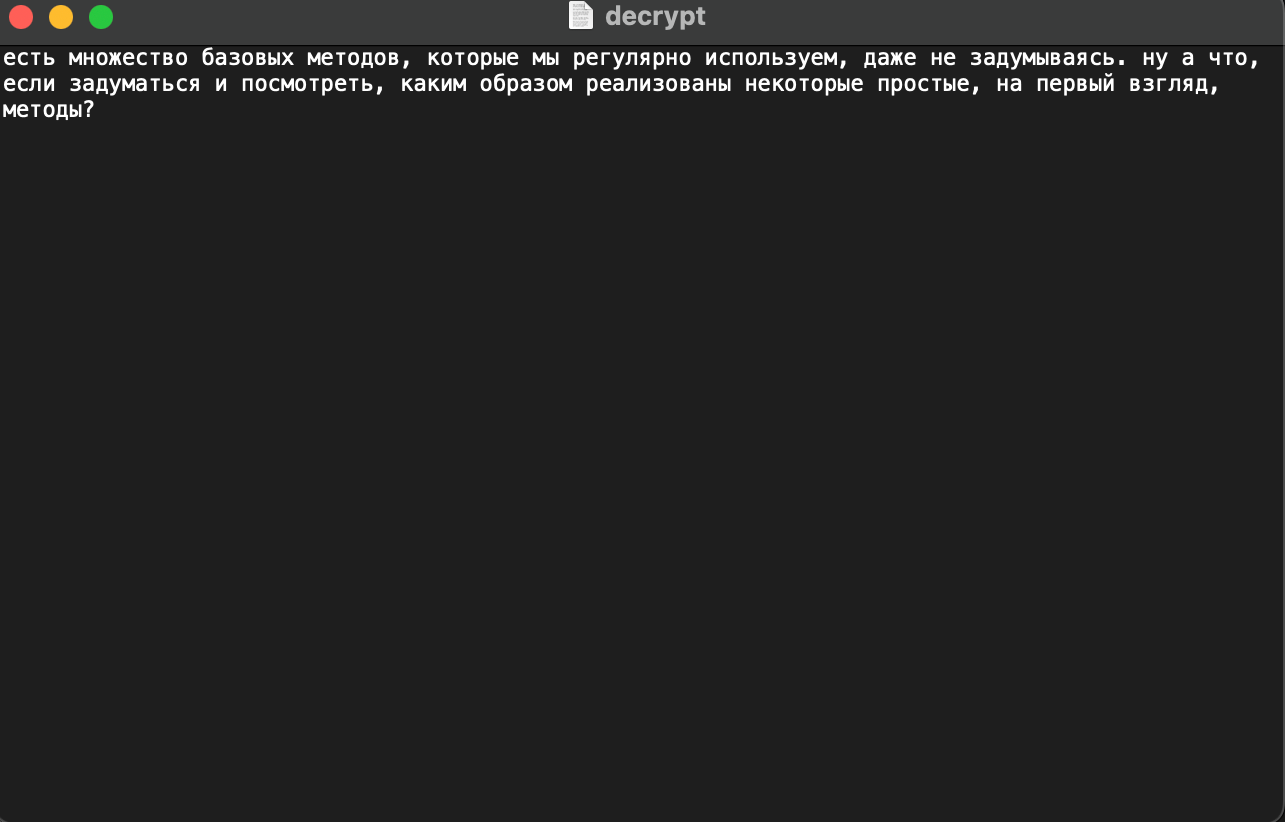 decrypt
есть множество базовых методов, которые мы регулярно используем, даже не задумываясь. ну а что,
если задуматься и посмотреть, каким образом реализованы некоторые простые, на первый взгляд,
методы?